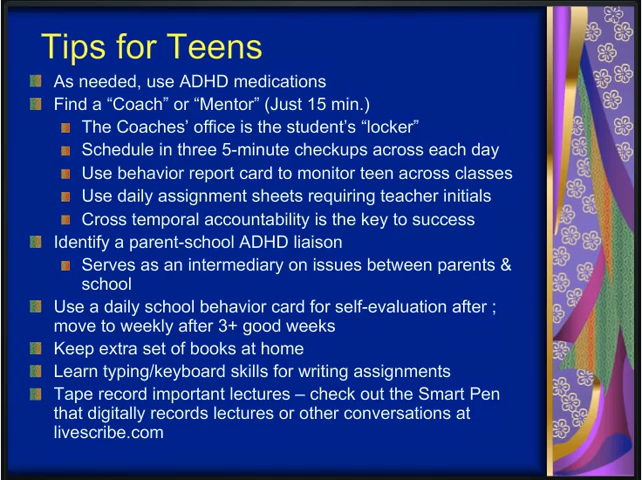 Tips for Teens
As needed, use ADHD medications
Find a “Coach” or “Mentor” (Just 15 min.)
The Coaches’ office is the student’s “locker”
Schedule in three 5-minute checkups across each day
Use behavior report card to monitor teen across classes
Use daily assignment sheets requiring teacher initials
Cross temporal accountability is the key to success
Identify a parent-school ADHD liaison
Serves as an intermediary on issues between parents &
school
Use a daily school behavior card for self-evaluation after ;
move to weekly after 3+ good weeks
Keep extra set of books at home
Learn typing/keyboard skills for writing assignments
Tape record important lectures – check out the Smart Pen
that digitally records lectures or other conversations at
livescribe.com